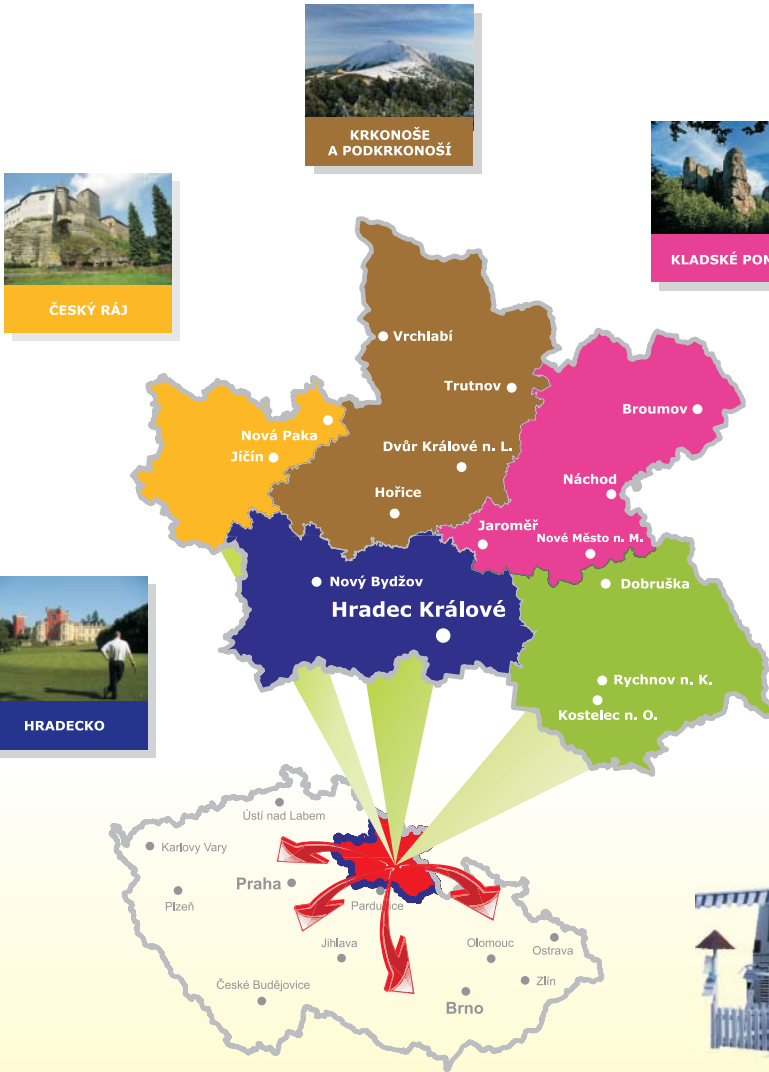 KRKONOŠE
A PODKRKONOŠÍ
KLADSKÉ
ČESKÝ RÁJ
Vrchlabí
Trutnov
Broumov
Nová Paka
Dvůr Králové n. L.
Jíčín
Náchod
Hořice
Jaroměř
Nové Město n. M.
Nový Bydžov
Dobruška
Hradec Králové
Rychnov n. K.
Kostelec n. O.
HRADECKO
Ústí nad Labem
Karlovy Vary
Praha
Plzeň
Pardubice
Jihlava
Olomouc
Ostrava
České Budějovice
Zlín
Brno